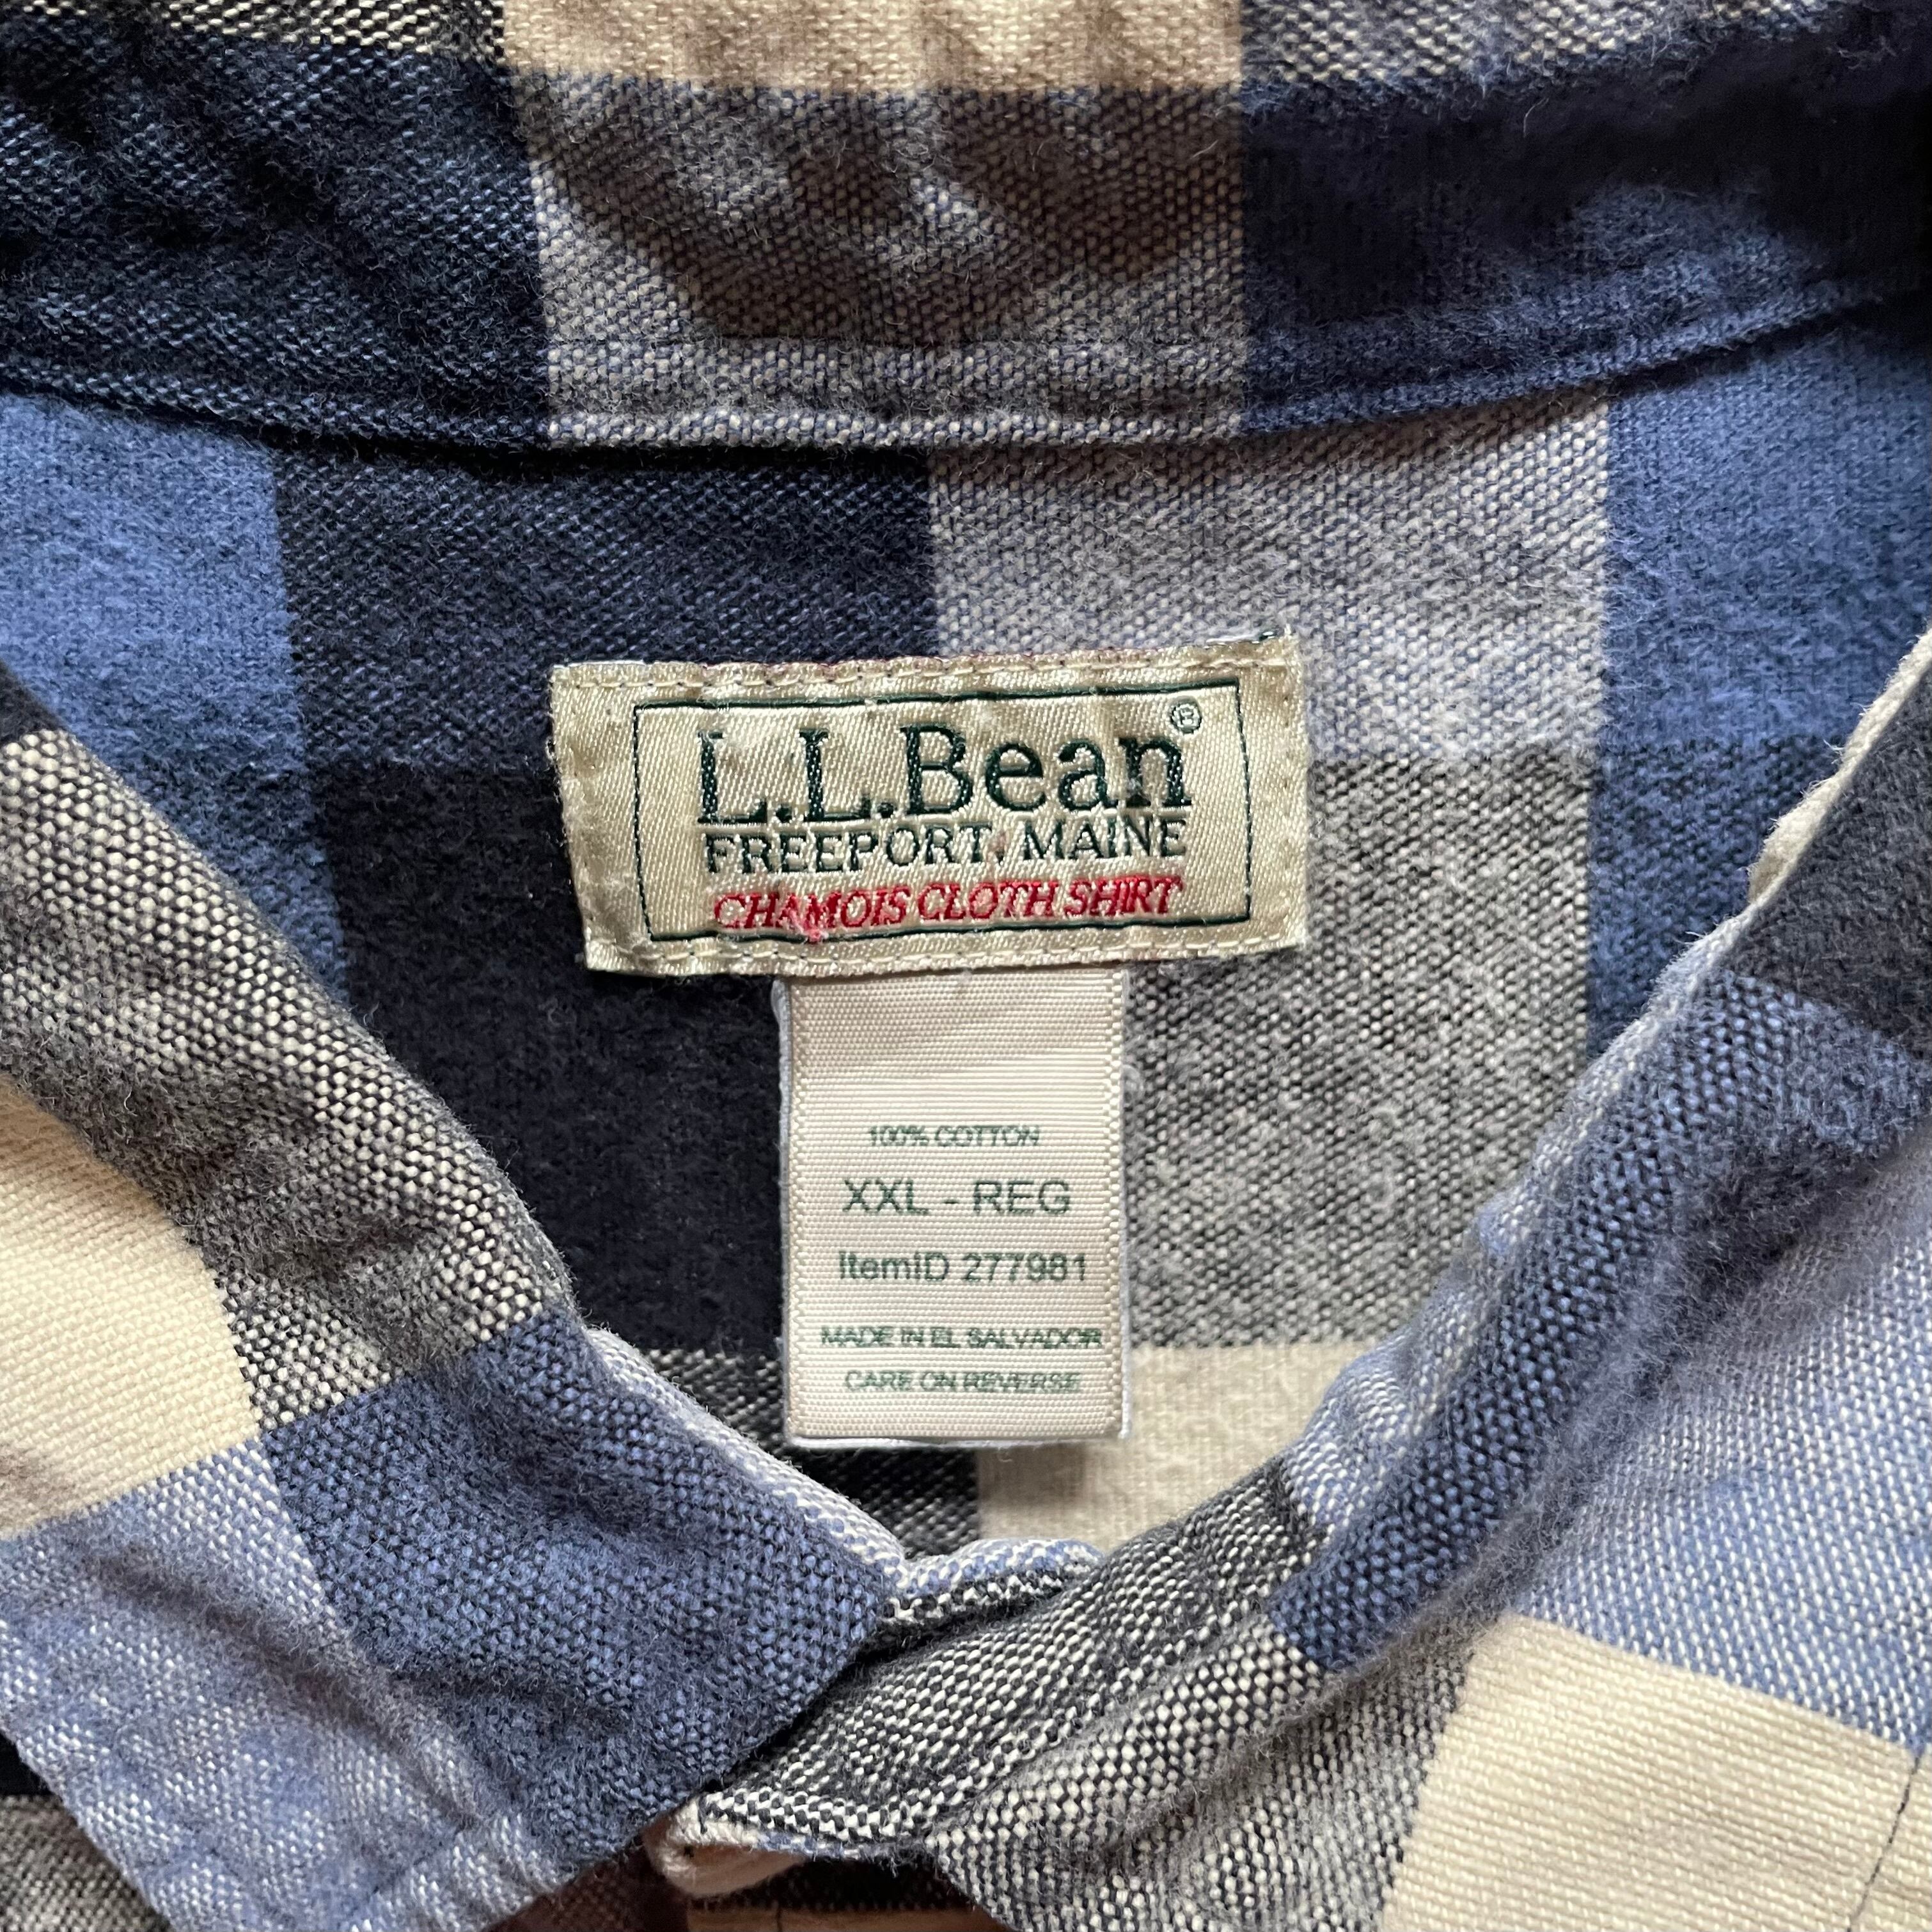 L.L.Bean®
FREEPORT, MAINE
CHAMOIS CLOTH SHIRT
100% COTTON
XXL - REG
ItemID 277981
MADE IN EL SALVADOR
CARE ON REVERSE